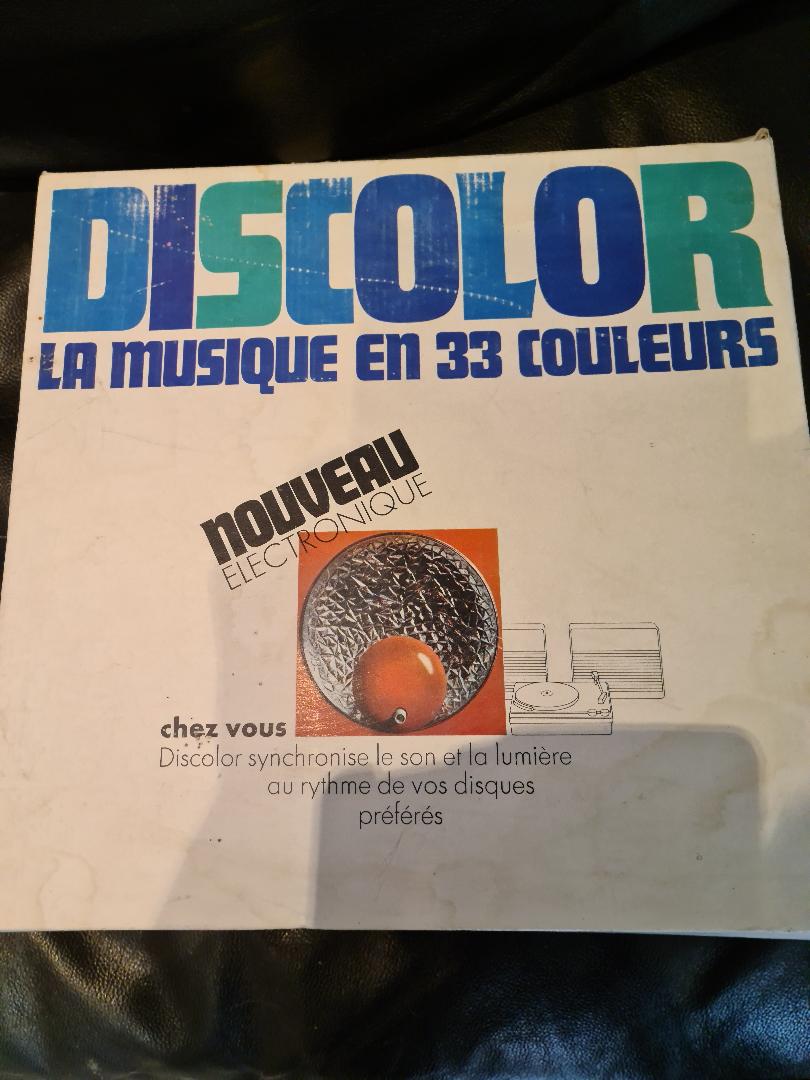 DISCOLOR
LA MUSIQUE EN 33 COULEURS
NOUVEAU
ELECTRONIQUE
chez vous
Discolor synchronise le son et la lumière
au rythme de vos disques
préférés